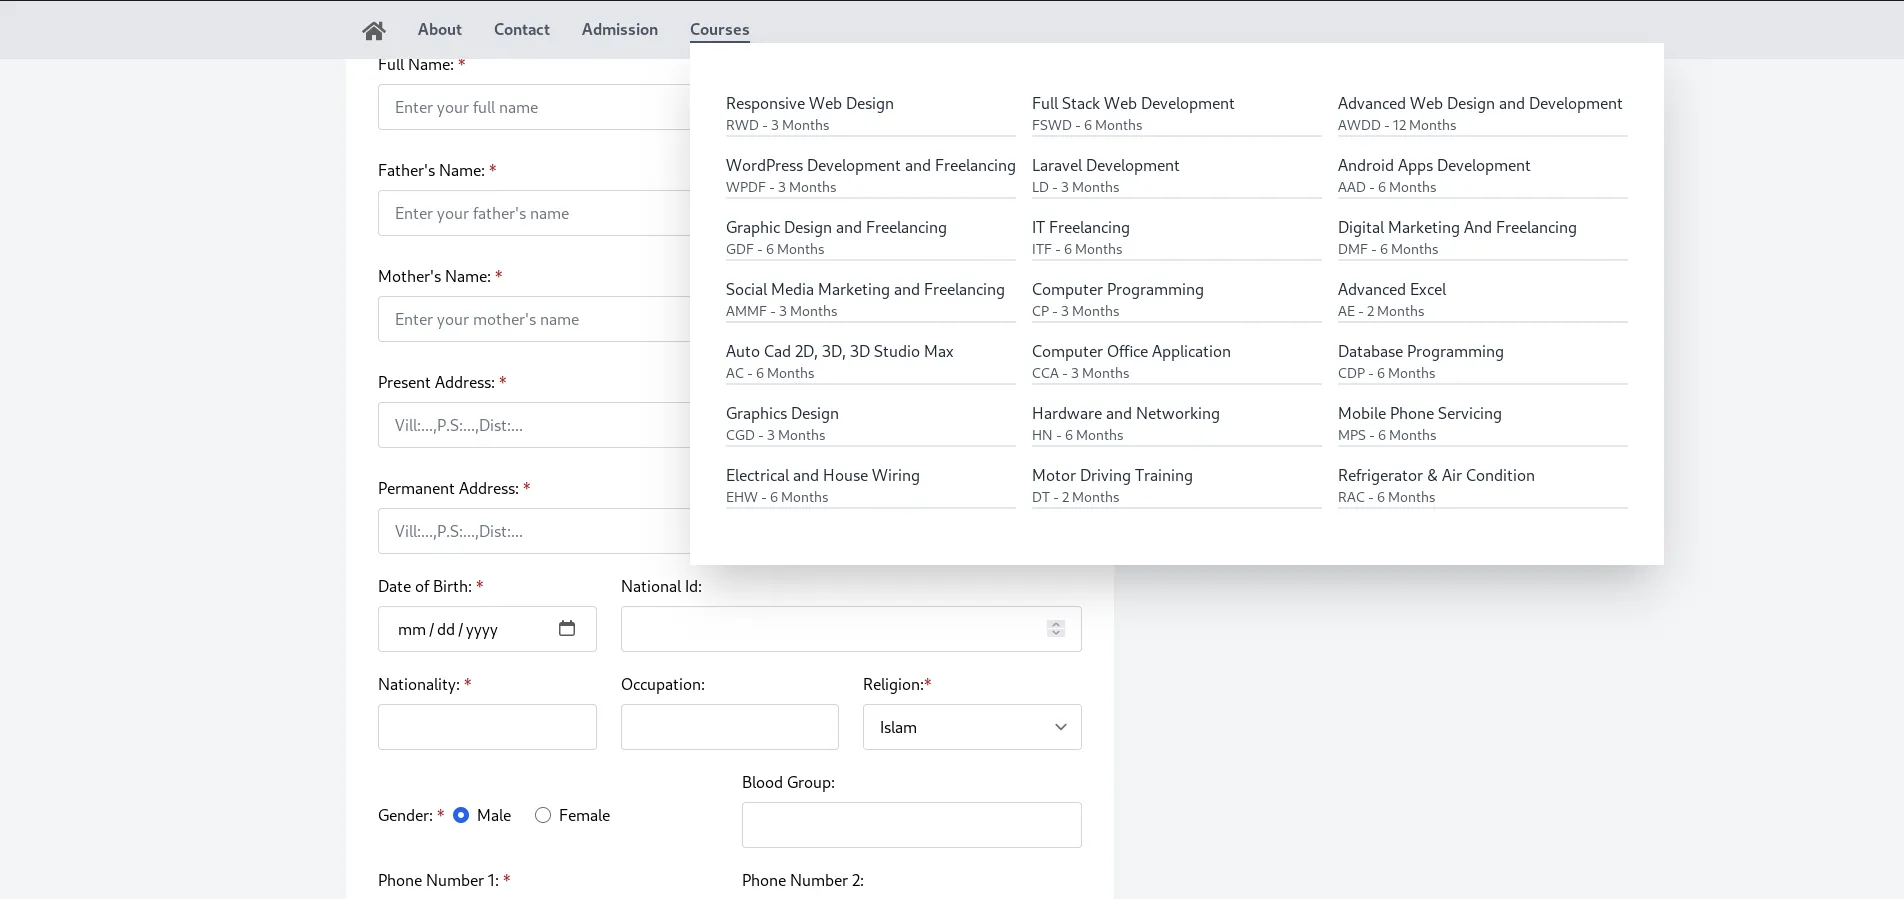 About Contact Admission Courses
Full Name: *
Enter your full name
Father's Name: *
Enter your father's name
Mother's Name: *
Enter your mother's name
Present Address: *
Vill:...,P.S:...,Dist:...
Permanent Address: *
Vill:...,P.S:...,Dist:...
Responsive Web Design
RWD - 3 Months
Full Stack Web Development
FSWD - 6 Months
Advanced Web Design and Development
AWDD - 12 Months
WordPress Development and Freelancing
WPDF - 3 Months
Laravel Development
LD - 3 Months
Android Apps Development
AAD - 6 Months
Graphic Design and Freelancing
GDF - 6 Months
IT Freelancing
ITF - 6 Months
Digital Marketing And Freelancing
DMF - 6 Months
Social Media Marketing and Freelancing
AMMF - 3 Months
Computer Programming
CP - 3 Months
Advanced Excel
AE - 2 Months
Auto Cad 2D, 3D, 3D Studio Max
AC - 6 Months
Computer Office Application
CCA - 3 Months
Database Programming
CDP - 6 Months
Graphics Design
CGD - 3 Months
Hardware and Networking
HN - 6 Months
Mobile Phone Servicing
MPS - 6 Months
Electrical and House Wiring
EHW - 6 Months
Motor Driving Training
DT - 2 Months
Refrigerator & Air Condition
RAC - 6 Months
Date of Birth: * National Id:
mm / dd / yyyy
Nationality: * Occupation: Religion:*
Islam
Blood Group:
Gender: * Male Female
Phone Number 1: * Phone Number 2: